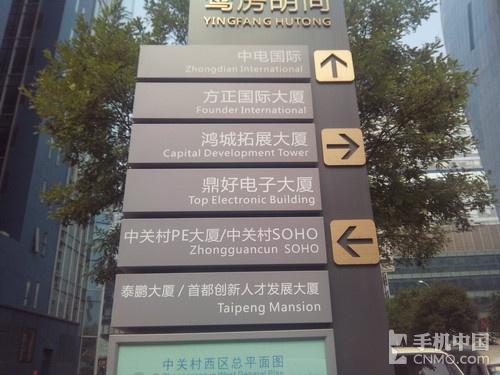 YINGFANG HUTONG
中电国际
Zhongdian International
方正国际大厦
Founder International
鸿城拓展大厦
Capital Development Tower
鼎好电子大厦
Top Electronic Building
中关村PE大厦/中关村SOHO
Zhongguancun SOHO
泰鹏大厦/首都创新人才发展大厦
Taipeng Mansion
中关村西区总平面图
West General Plan
手机中国
CNMO.com